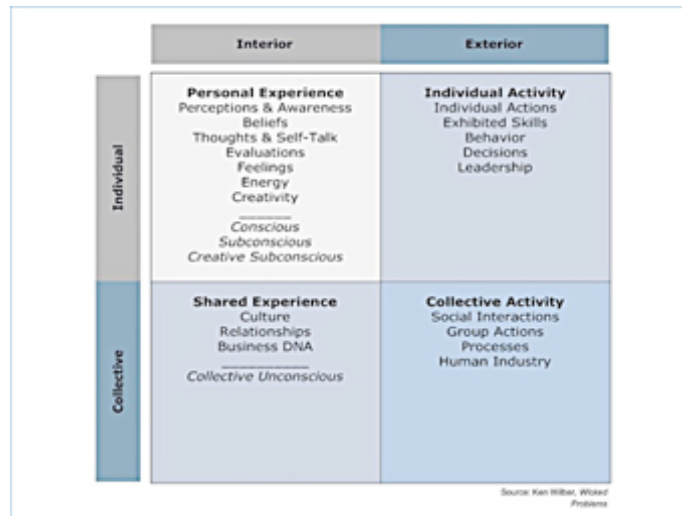 Interior
Exterior
Individual
Personal Experience
Perceptions & Awareness
Beliefs
Thoughts & Self-Talk
Evaluations
Feelings
Energy
Creativity
______
Conscious
Subconscious
Creative Subconscious
Individual Activity
Individual Actions
Exhibited Skills
Behavior
Decisions
Leadership
Collective
Shared Experience
Culture
Relationships
Business DNA
__________
Collective Unconscious
Collective Activity
Social Interactions
Group Actions
Processes
Human Industry
Source: Ken Wilber, Wicked
Problems